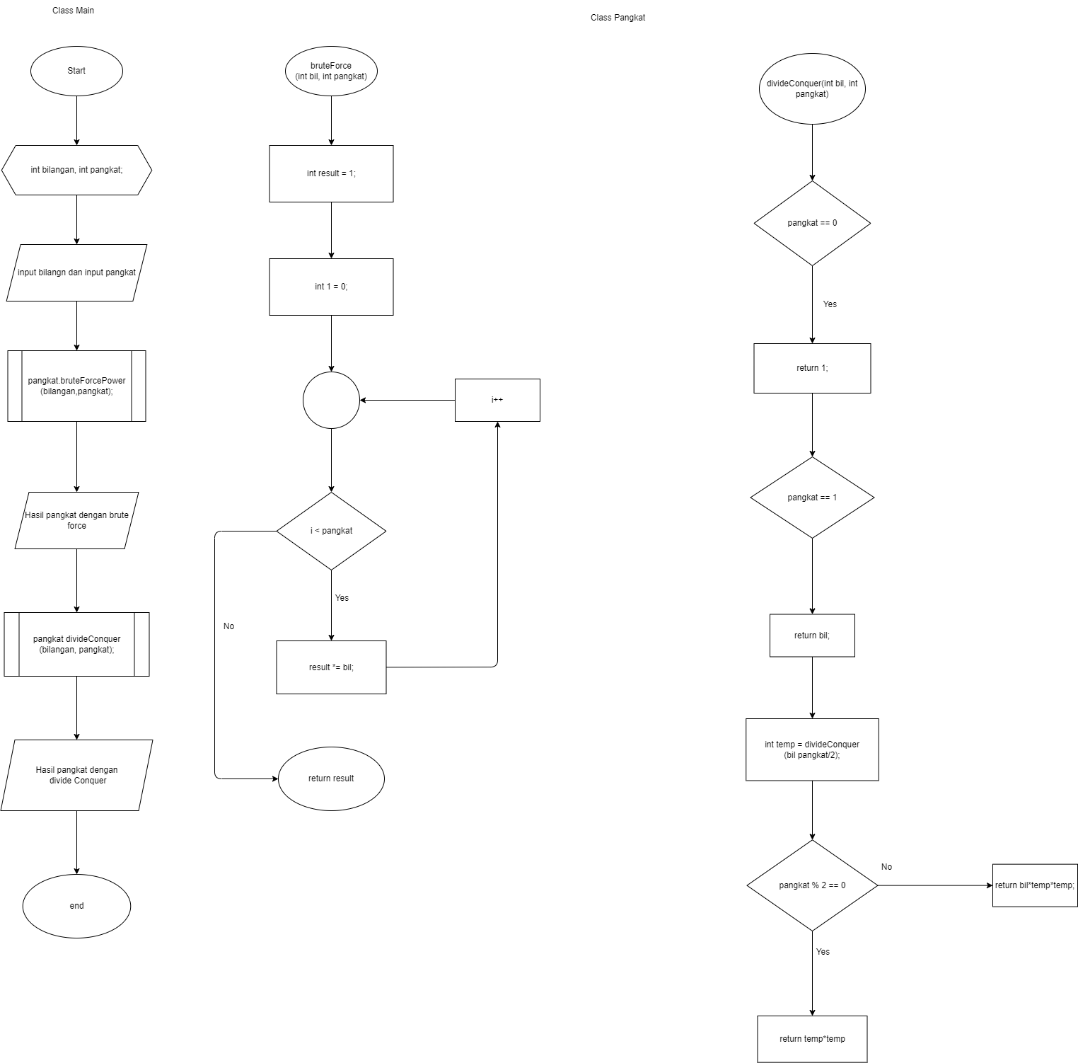 Class Main
Start
int bilangan, int pangkat;
Input bilangn dan input pangkat
pangkat.bruteForcePower
(bilangan,pangkat);
Hasil pangkat dengan brute
force
pangkat divideConquer
(bilangan, pangkat);
Hasil pangkat dengan
divide Conquer
end
bruteForce
(int bil, int pangkat)
int result = 1;
int 1 = 0;
i++
i < pangkat
Yes
No
result *= bil;
return result
Class Pangkat
divideConquer(int bil, int
pangkat)
pangkat == 0
Yes
return 1;
pangkat == 1
return bil;
int temp = divideConquer
(bil pangkat/2);
pangkat % 2 == 0
No
return bil*temp*temp;
Yes
return temp*temp